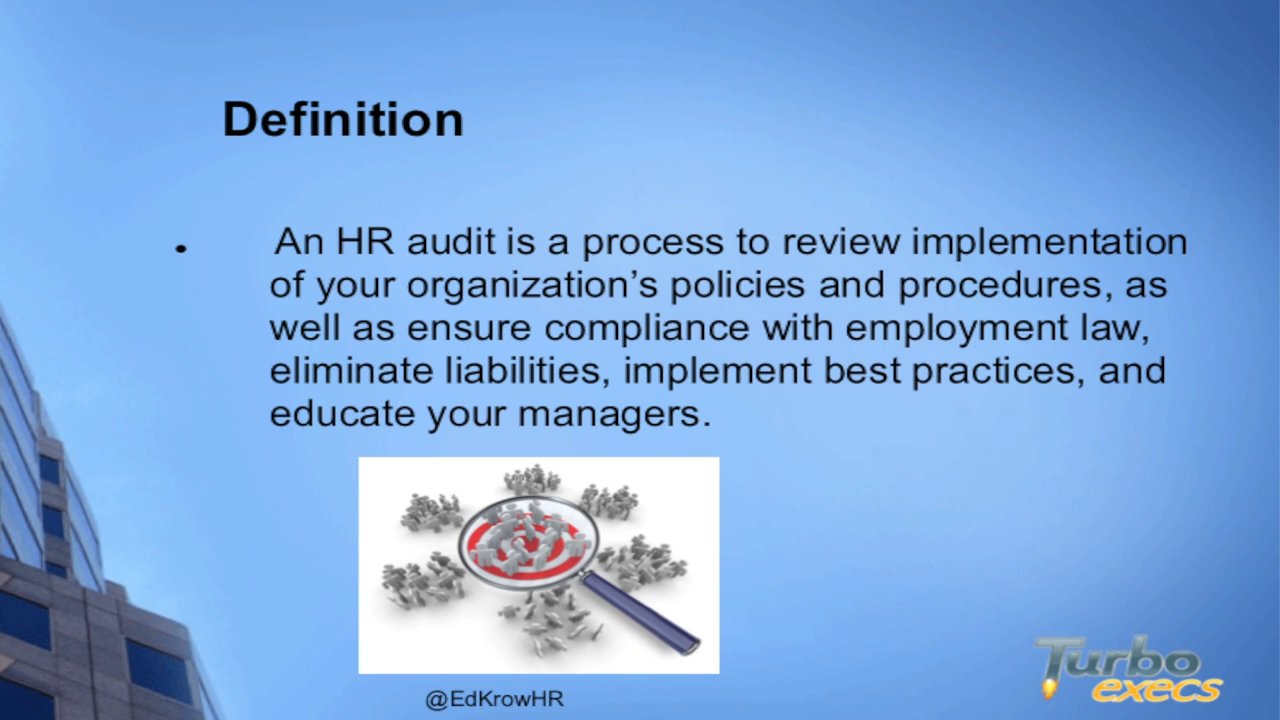 Definition
• An HR audit is a process to review implementation
of your organization’s policies and procedures, as
well as ensure compliance with employment law,
eliminate liabilities, implement best practices, and
educate your managers.
@EdKrowHR
Turbo
execs